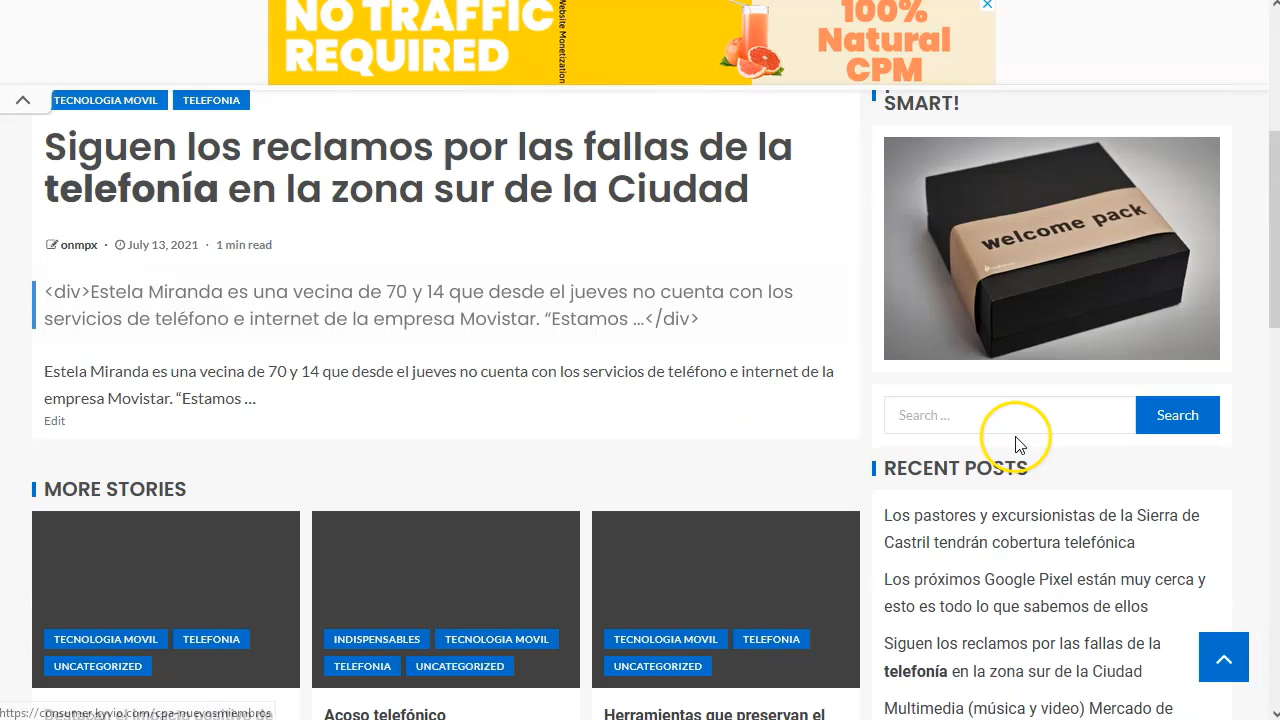 NO TRAFFIC
REQUIRED
Website Monetization
100%
Natural
CPM
TECNOLOGIA MOVIL
TELEFONIA
Siguen los reclamos por las fallas de la
telefonía en la zona sur de la Ciudad
onmpx · July 13, 2021 · 1 min read
<div>Estela Miranda es una vecina de 70 y 14 que desde el jueves no cuenta con los
servicios de teléfono e internet de la empresa Movistar. “Estamos ...</div>
Estela Miranda es una vecina de 70 y 14 que desde el jueves no cuenta con los servicios de teléfono e internet de la
empresa Movistar. “Estamos ...
Edit
MORE STORIES
TECNOLOGIA MOVIL
TELEFONIA
UNCATEGORIZED
INDISPENSABLES
TECNOLOGIA MOVIL
TELEFONIA
UNCATEGORIZED
Acoso telefónico
TECNOLOGIA MOVIL
TELEFONIA
UNCATEGORIZED
Herramientas que preservan el
SMART!
welcome pack
Search ...
Search
RECENT POSTS
Los pastores y excursionistas de la Sierra de
Castril tendrán cobertura telefónica
Los próximos Google Pixel están muy cerca y
esto es todo lo que sabemos de ellos
Siguen los reclamos por las fallas de la
telefonía en la zona sur de la Ciudad
Multimedia (música y video) Mercado de
https://consumer.kyvio.com/cpa-nuevosmiembros